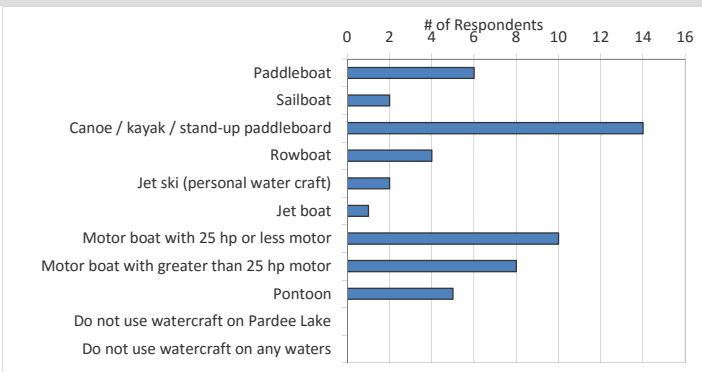 # of Respondents
0 2 4 6 8 10 12 14 16
Paddleboat
Sailboat
Canoe / kayak / stand-up paddleboard
Rowboat
Jet ski (personal water craft)
Jet boat
Motor boat with 25 hp or less motor
Motor boat with greater than 25 hp motor
Pontoon
Do not use watercraft on Pardee Lake
Do not use watercraft on any waters